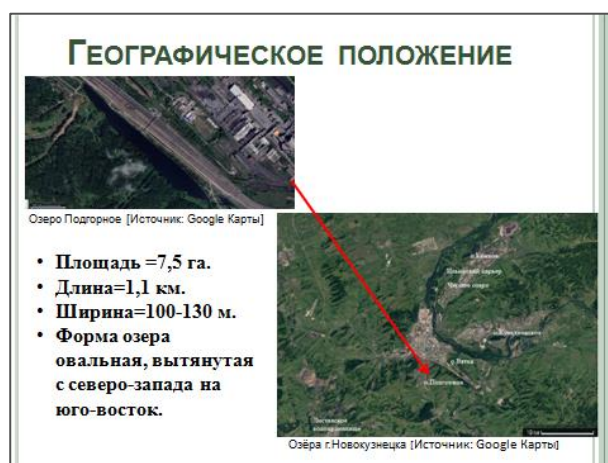 ГЕОГРАФИЧЕСКОЕ ПОЛОЖЕНИЕ
Озеро Подгорное [Источник: Google Карты]
• Площадь =7,5 га.
• Длина=1,1 км.
• Ширина=100-130 м.
• Форма озера
овальная, вытянутая
с северо-запада на
юго-восток.
Озёра г.Новокузнецка [Источник: Google Карты]